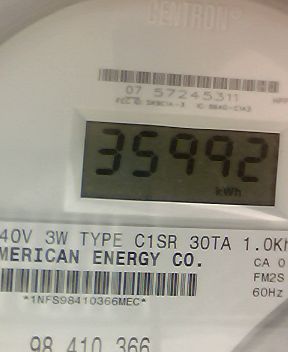 CENTRON®
07 57245311
35992
kWh
40V 3W TYPE C1SR 30TA 1.0Kh
MERICAN ENERGY CO.
CA 0
FM2S
60Hz
*1NFS98410366MEC*
98 410 366